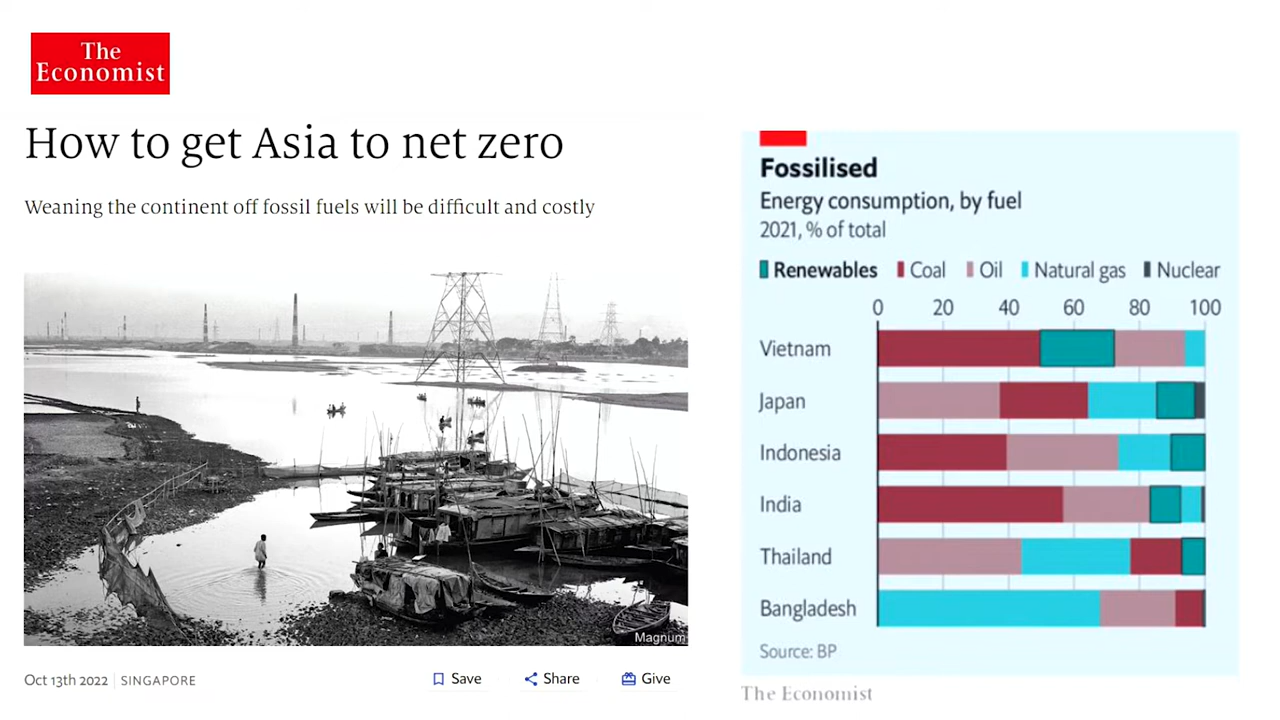 The
Economist
How to get Asia to net zero
Weaning the continent off fossil fuels will be difficult and costly
Magnum
Oct 13th 2022 | SINGAPORE
Save
Share
Give
Fossilised
Energy consumption, by fuel
2021, % of total
Renewables Coal Oil Natural gas Nuclear
0 20 40 60 80 100
Vietnam
Japan
Indonesia
India
Thailand
Bangladesh
Source: BP
The Economist